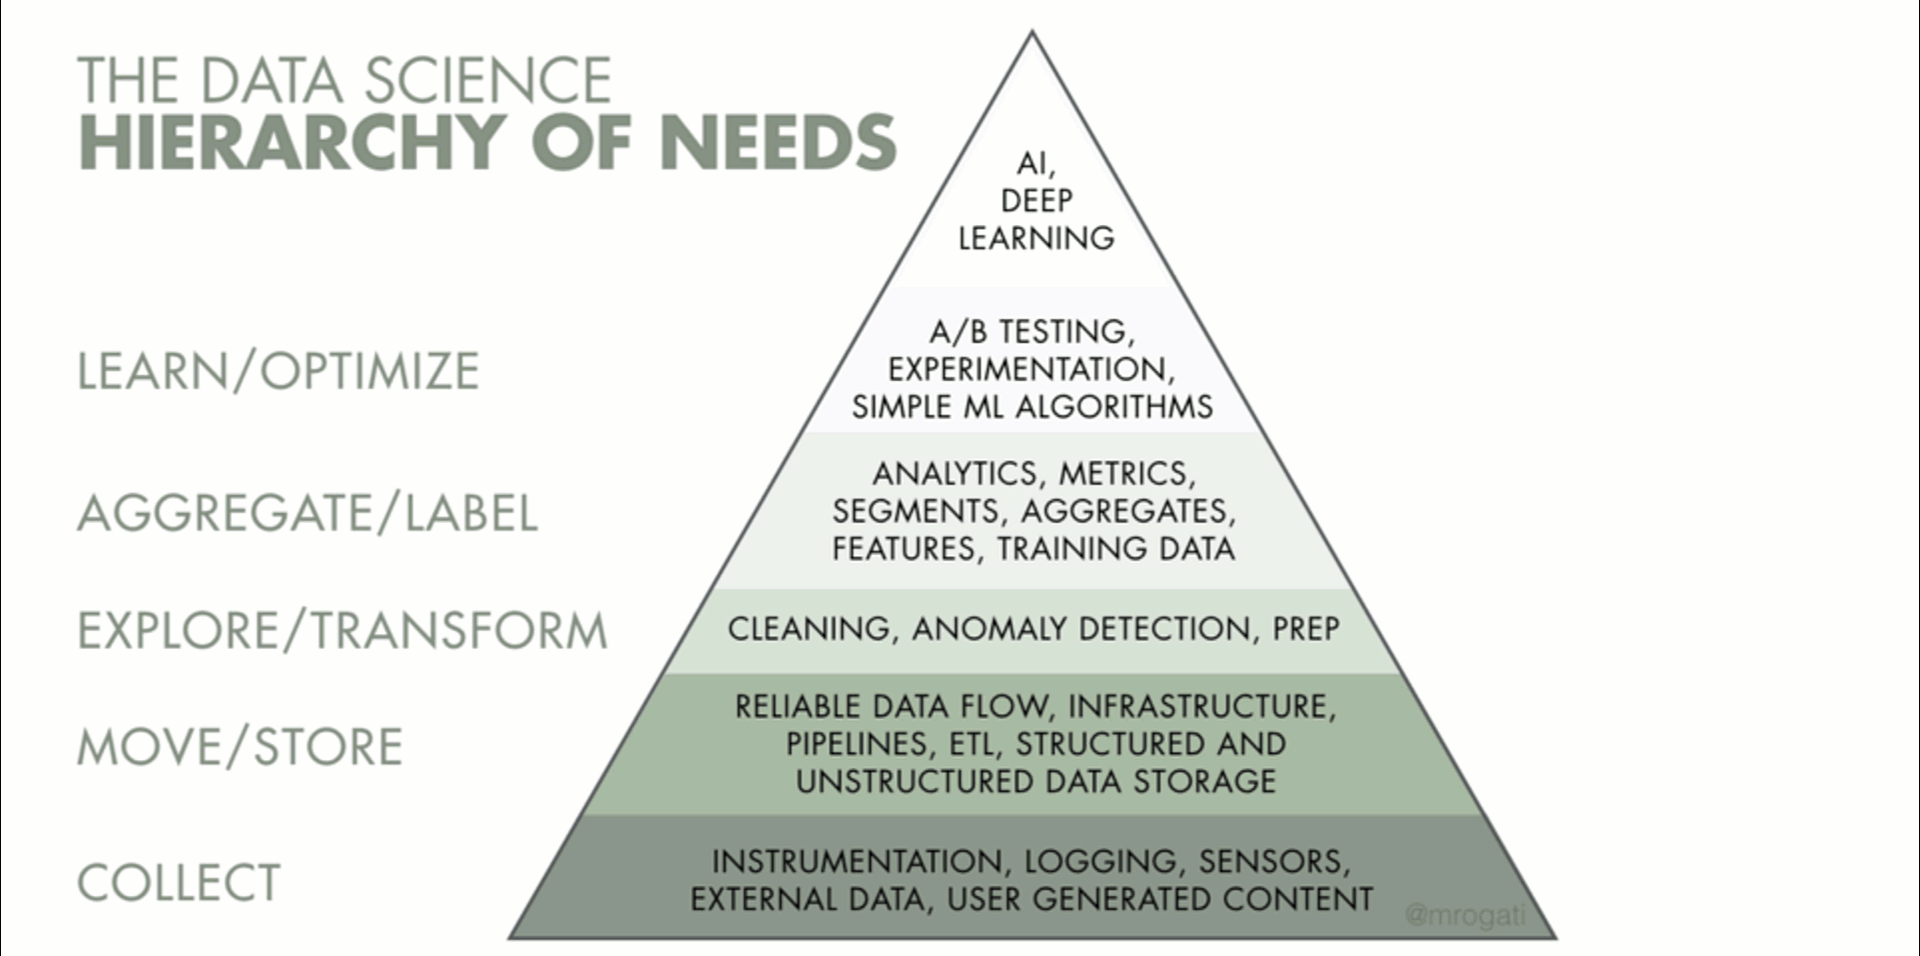 THE DATA SCIENCE
HIERARCHY OF NEEDS
AI,
DEEP
LEARNING
LEARN/OPTIMIZE
A/B TESTING,
EXPERIMENTATION,
SIMPLE ML ALGORITHMS
AGGREGATE/LABEL
ANALYTICS, METRICS,
SEGMENTS, AGGREGATES,
FEATURES, TRAINING DATA
EXPLORE/TRANSFORM
CLEANING, ANOMALY DETECTION, PREP
MOVE/STORE
RELIABLE DATA FLOW, INFRASTRUCTURE,
PIPELINES, ETL, STRUCTURED AND
UNSTRUCTURED DATA STORAGE
COLLECT
INSTRUMENTATION, LOGGING, SENSORS,
EXTERNAL DATA, USER GENERATED CONTENT
@mrogati